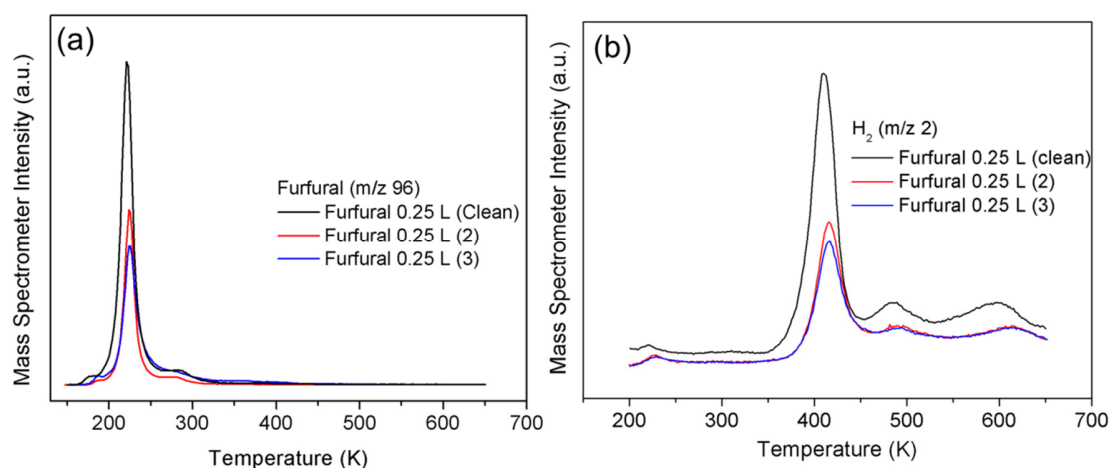 (a)
Mass Spectrometer Intensity (a.u.)
Furfural (m/z 96)
Furfural 0.25 L (Clean)
Furfural 0.25 L (2)
Furfural 0.25 L (3)
200 300 400 500 600 700
Temperature (K)
(b)
Mass Spectrometer Intensity (a.u.)
H2 (m/z 2)
Furfural 0.25 L (clean)
Furfural 0.25 L (2)
Furfural 0.25 L (3)
200 300 400 500 600 700
Temperature (K)